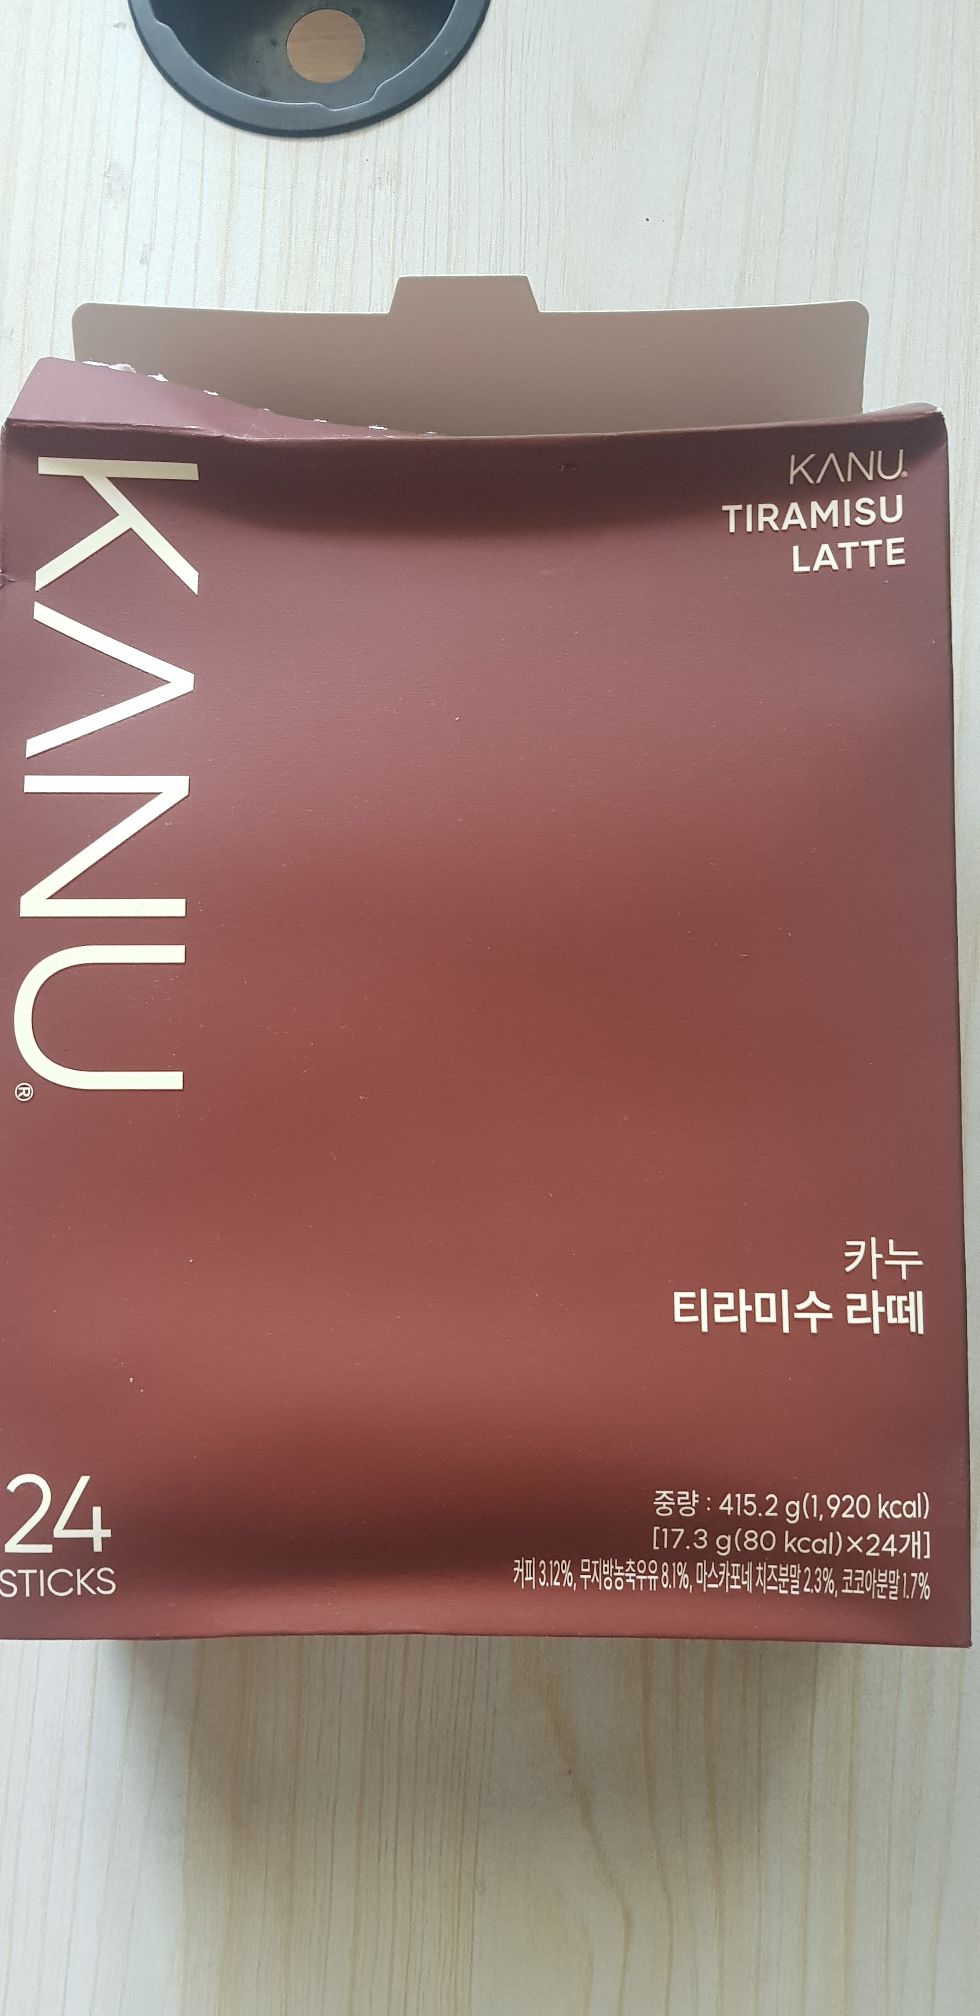 KANU®
KANU®
TIRAMISU
LATTE
카누
티라미수 라떼
24
STICKS
중량 : 415.2 g(1,920 kcal)
[17.3 g(80 kcal)×24개]
커피 3.12%, 무지방농축우유 8.1%, 마스카포네 치즈분말 2.3%, 코코아분말 1.7%